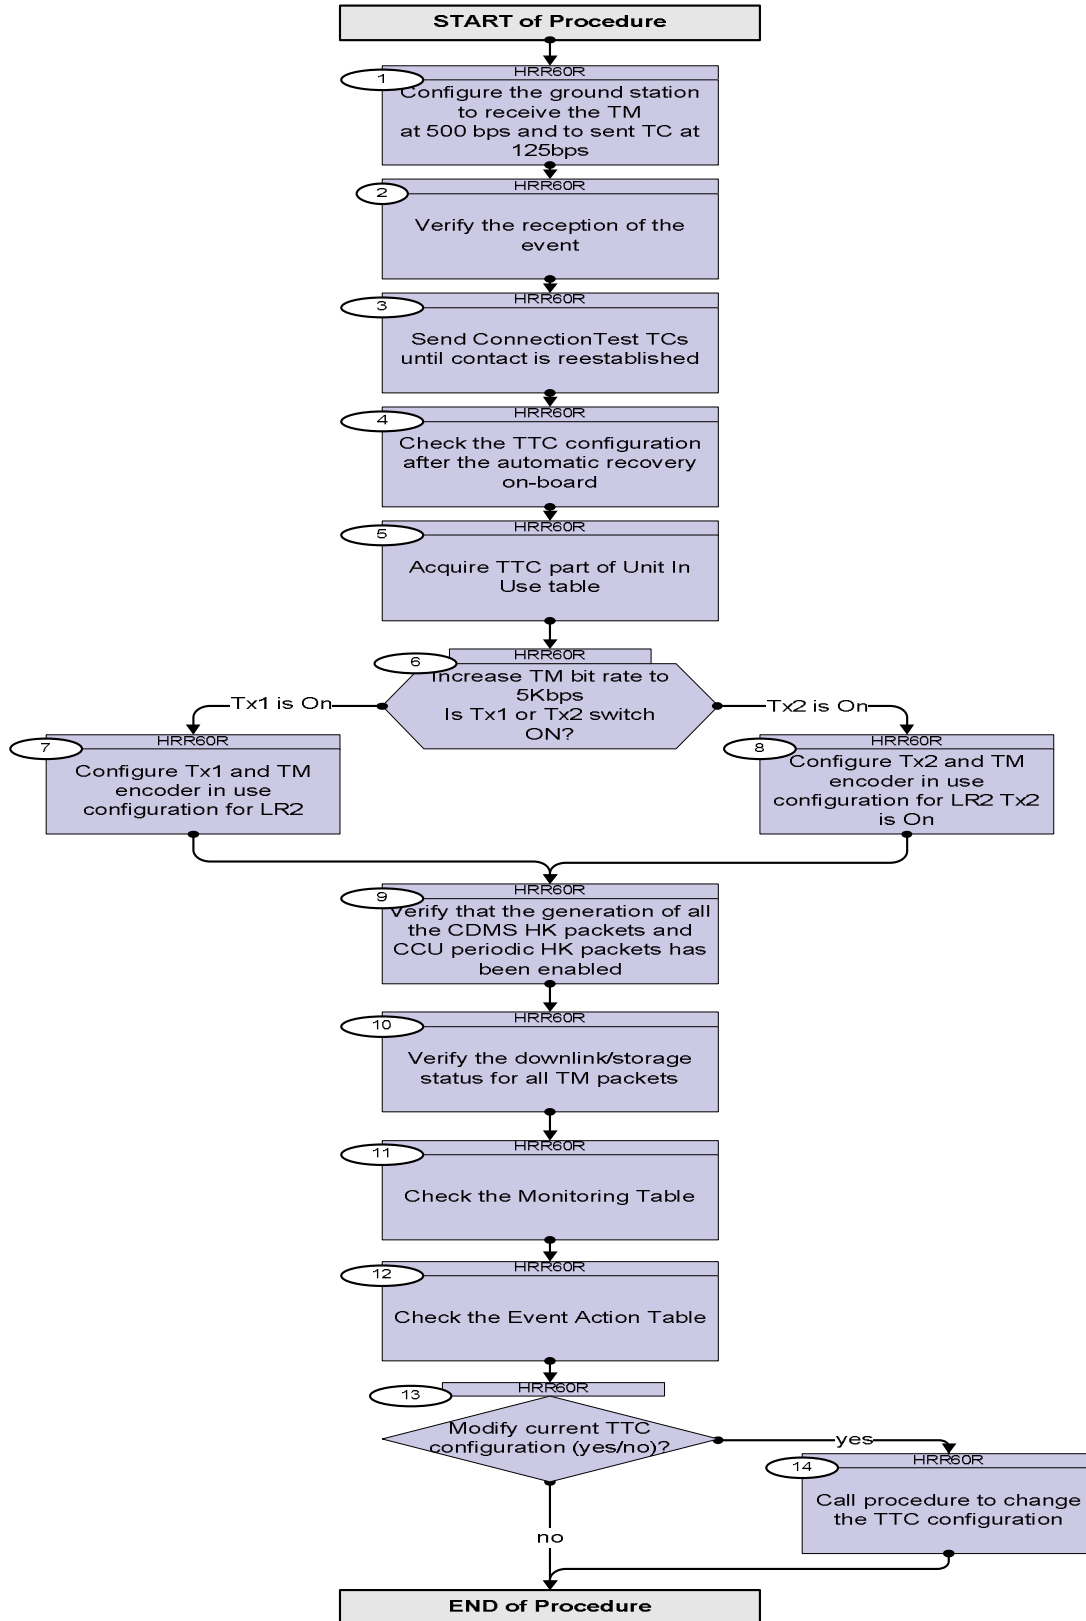 START of Procedure
HRR60R
1
Configure the ground station
to receive the TM
at 500 bps and to sent TC at
125bps
HRR60R
2
Verify the reception of the
event
HRR60R
3
Send ConnectionTest TCs
until contact is reestablished
HRR60R
4
Check the TTC configuration
after the automatic recovery
on-board
HRR60R
5
Acquire TTC part of Unit In
Use table
HRR60R
6
Increase TM bit rate to
5Kbps
Is Tx1 or Tx2 switch
ON?
Tx1 is On
Tx2 is On
HRR60R
7
Configure Tx1 and TM
encoder in use
configuration for LR2
HRR60R
8
Configure Tx2 and TM
encoder in use
configuration for LR2 Tx2
is On
HRR60R
9
Verify that the generation of all
the CDMS HK packets and
CCU periodic HK packets has
been enabled
HRR60R
10
Verify the downlink/storage
status for all TM packets
HRR60R
11
Check the Monitoring Table
HRR60R
12
Check the Event Action Table
HRR60R
13
Modify current TTC
configuration (yes/no)?
yes
HRR60R
14
Call procedure to change
the TTC configuration
no
END of Procedure